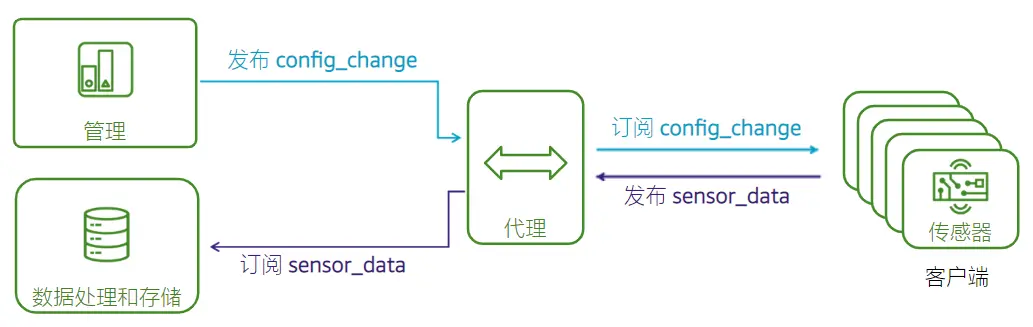 发布 config_change
管理
订阅 config_change
发布 sensor_data
代理
订阅 sensor_data
传感器
数据处理和存储
客户端